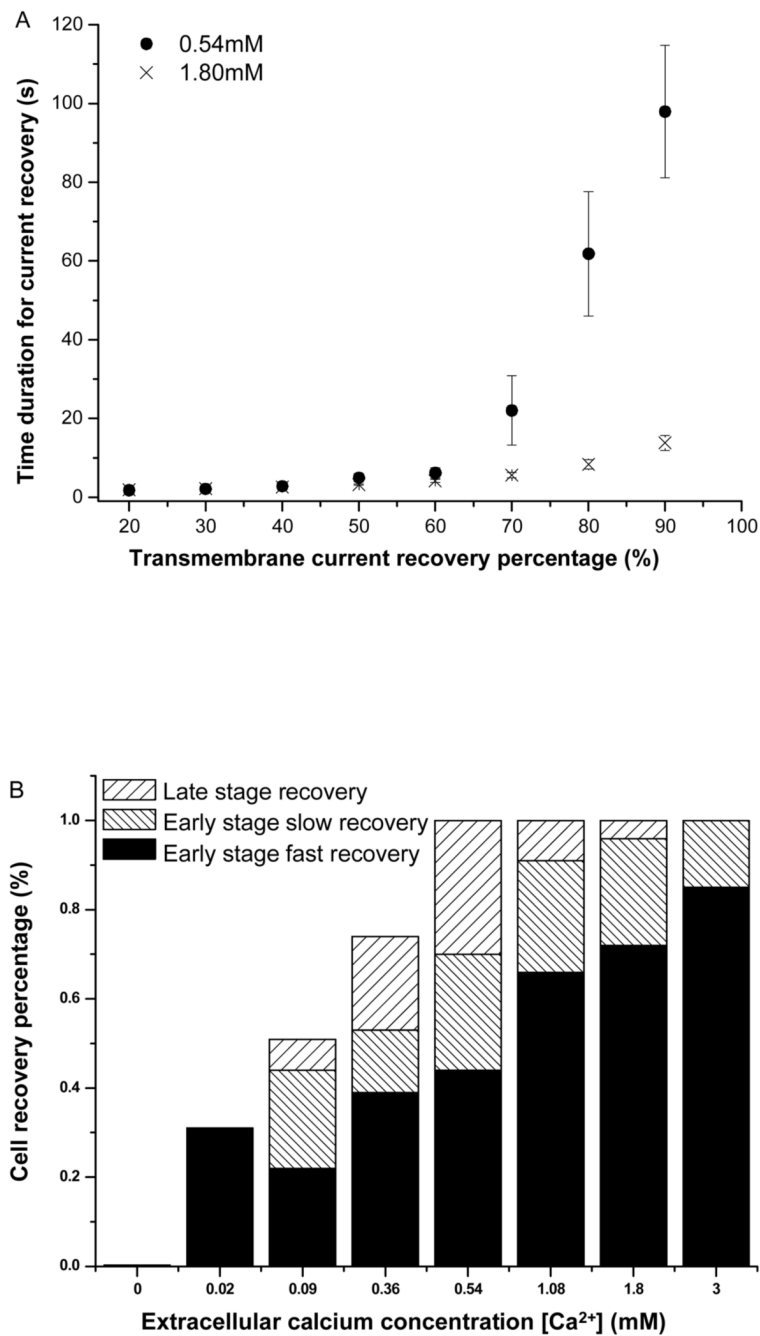 A
120
100
80
60
40
20
0
0.54mM
1.80mM
Time duration for current recovery (s)
20 30 40 50 60 70 80 90 100
Transmembrane current recovery percentage (%)
B
Late stage recovery
Early stage slow recovery
Early stage fast recovery
1.0
0.8
0.6
0.4
0.2
0.0
Cell recovery percentage (%)
0 0.02 0.09 0.36 0.54 1.08 1.8 3
Extracellular calcium concentration [Ca²⁺] (mM)